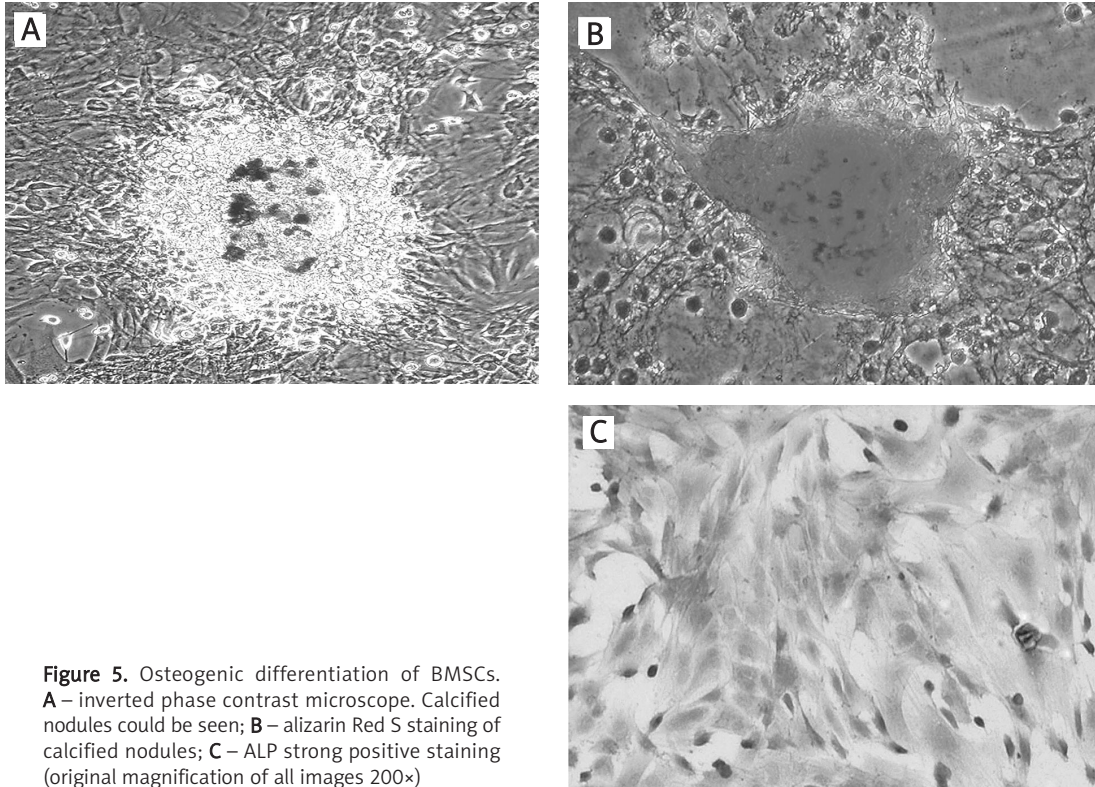 A
B
C
Figure 5. Osteogenic differentiation of BMSCs.
A – inverted phase contrast microscope. Calcified
nodules could be seen; B – alizarin Red S staining of
calcified nodules; C – ALP strong positive staining
(original magnification of all images 200×)